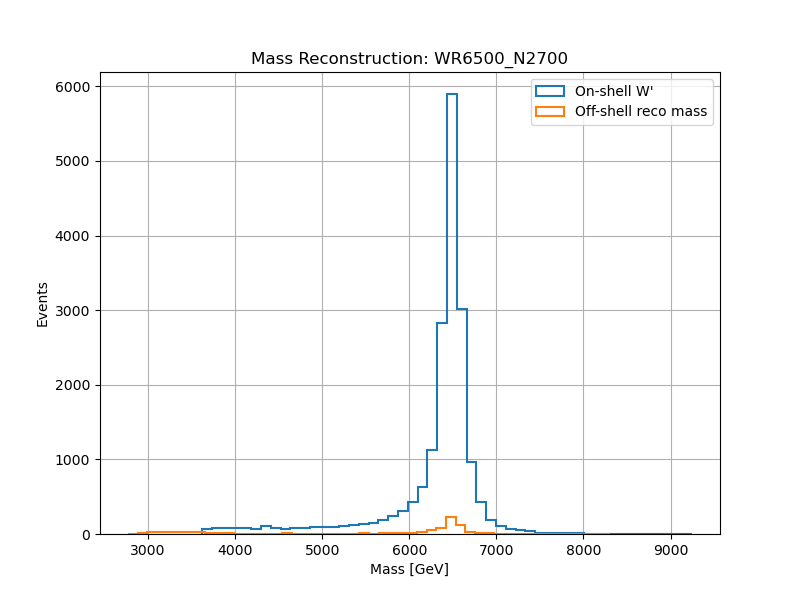 Mass Reconstruction: WR6500_N2700
On-shell W'
Off-shell reco mass
6000
5000
4000
3000
2000
1000
0
Events
3000 4000 5000 6000 7000 8000 9000
Mass [GeV]